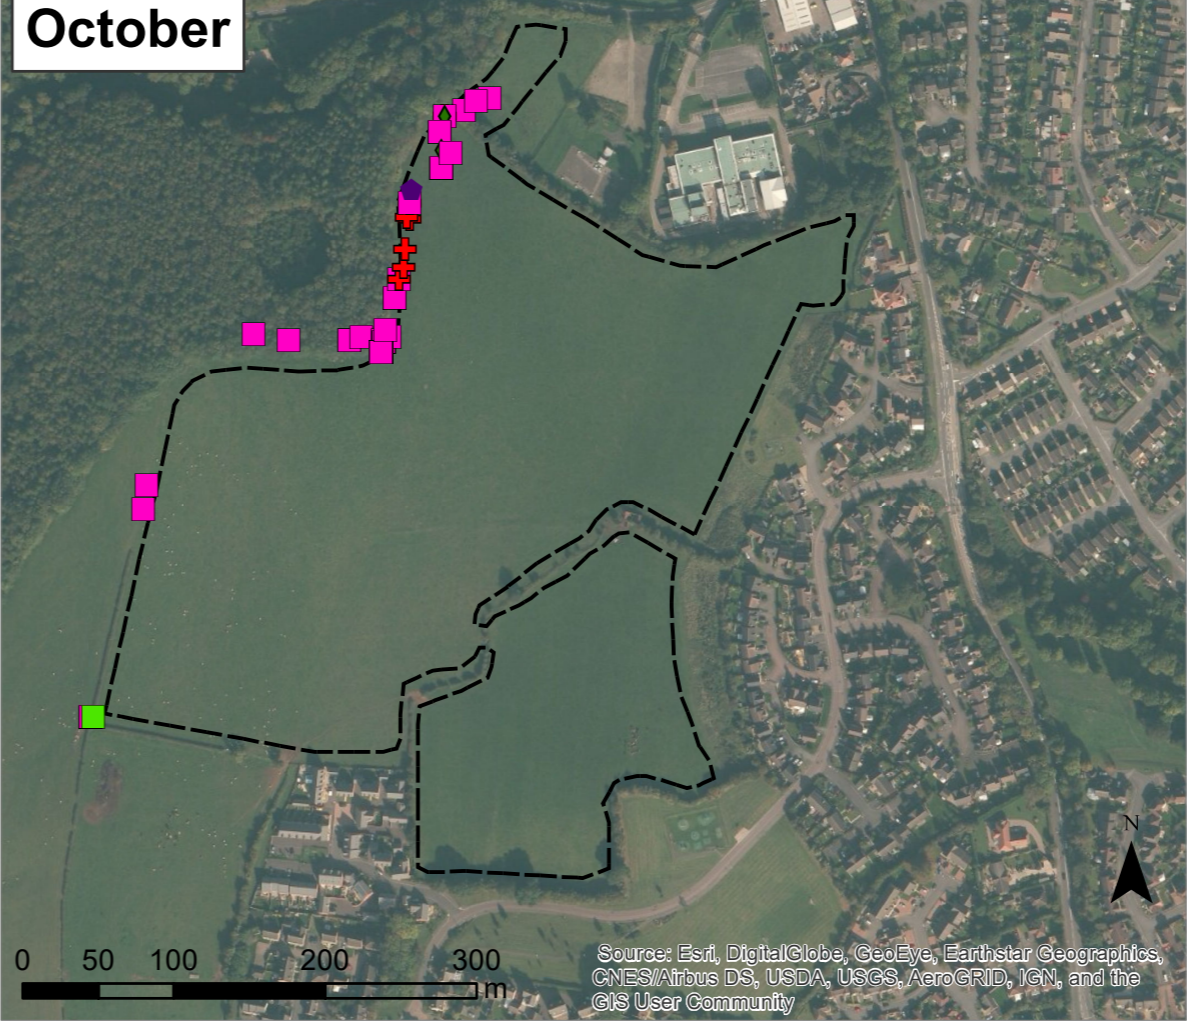 October
N
0 50 100 200 300
m
Source: Esri, DigitalGlobe, GeoEye, Earthstar Geographics,
CNES/Airbus DS, USDA, USGS, AeroGRID, IGN, and the
GIS User Community